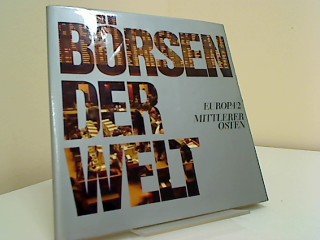 BÖRSEN
DER
WELT
EUROPA/2
MITTLERER
OSTEN